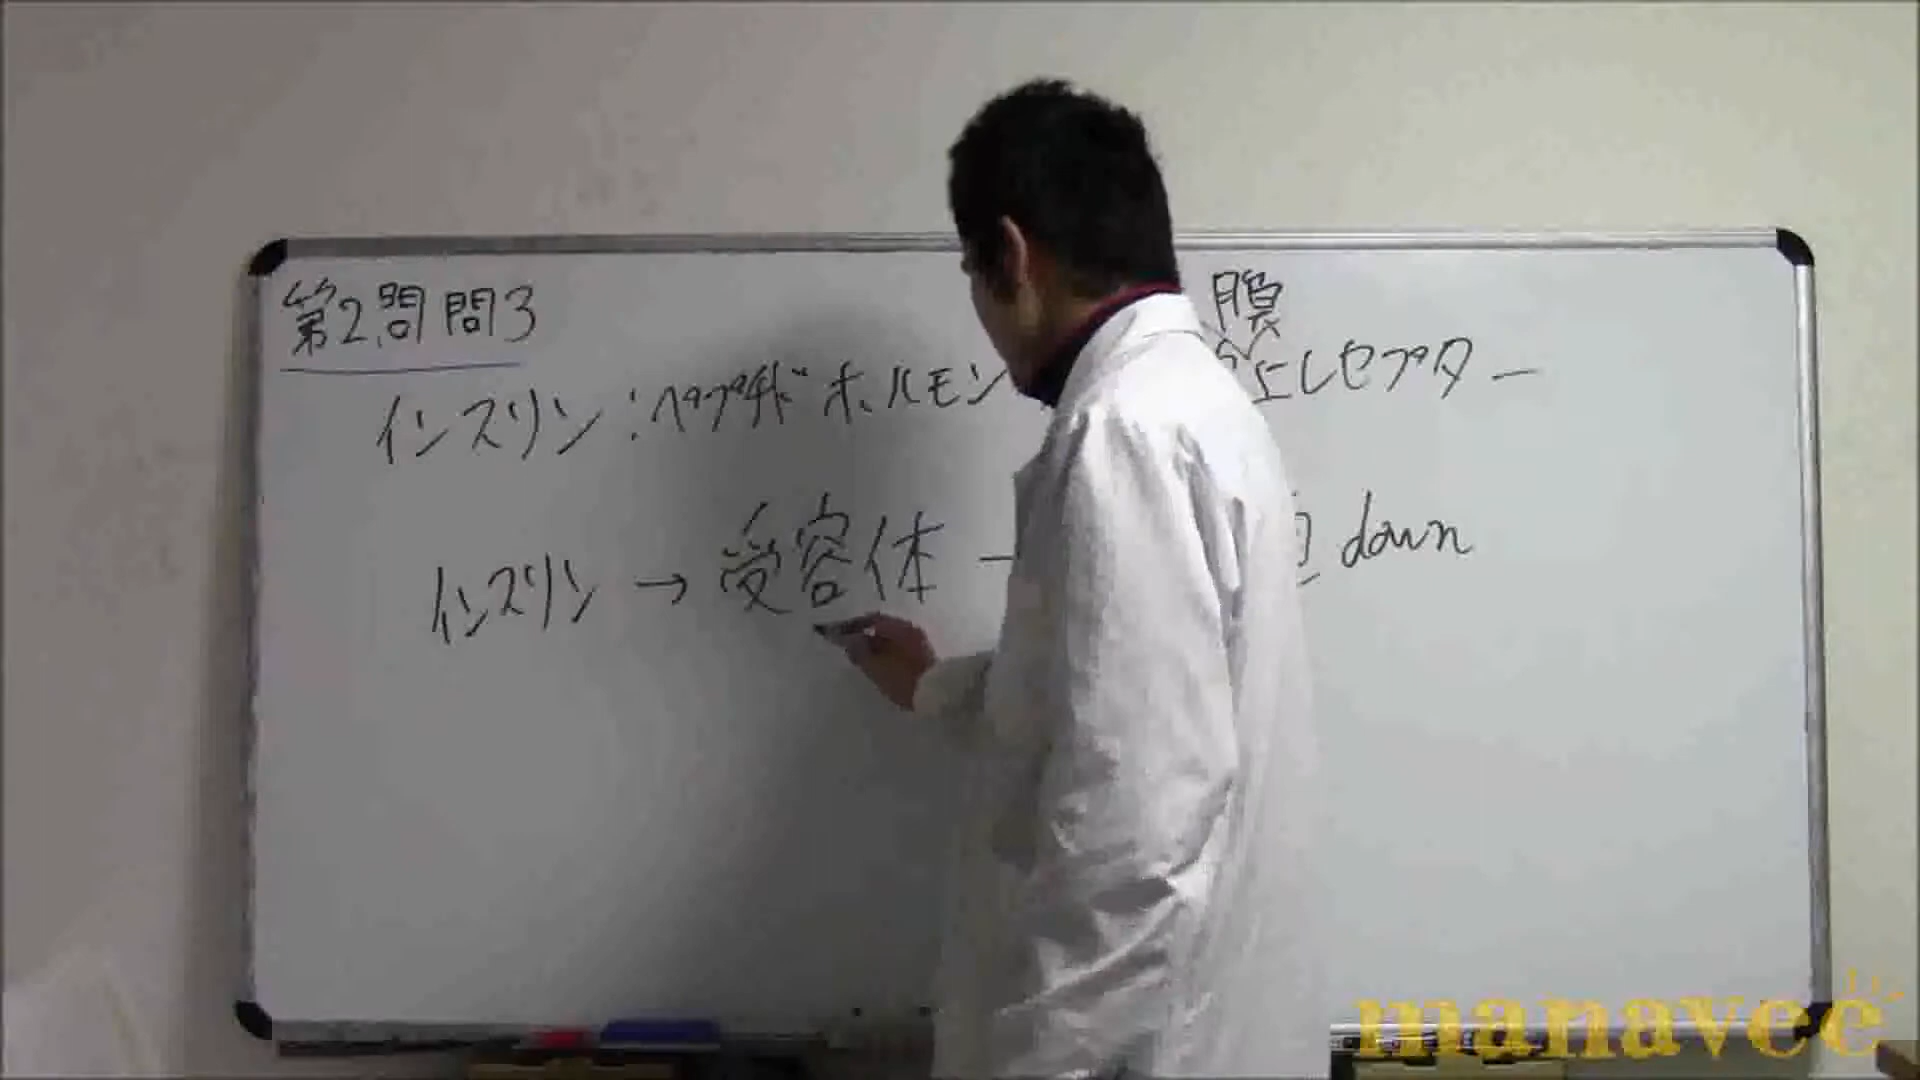 第2問 問3
膜
インスリン:ペプチドホルモン 上レセプター
インスリン → 受容体 → down
manavee